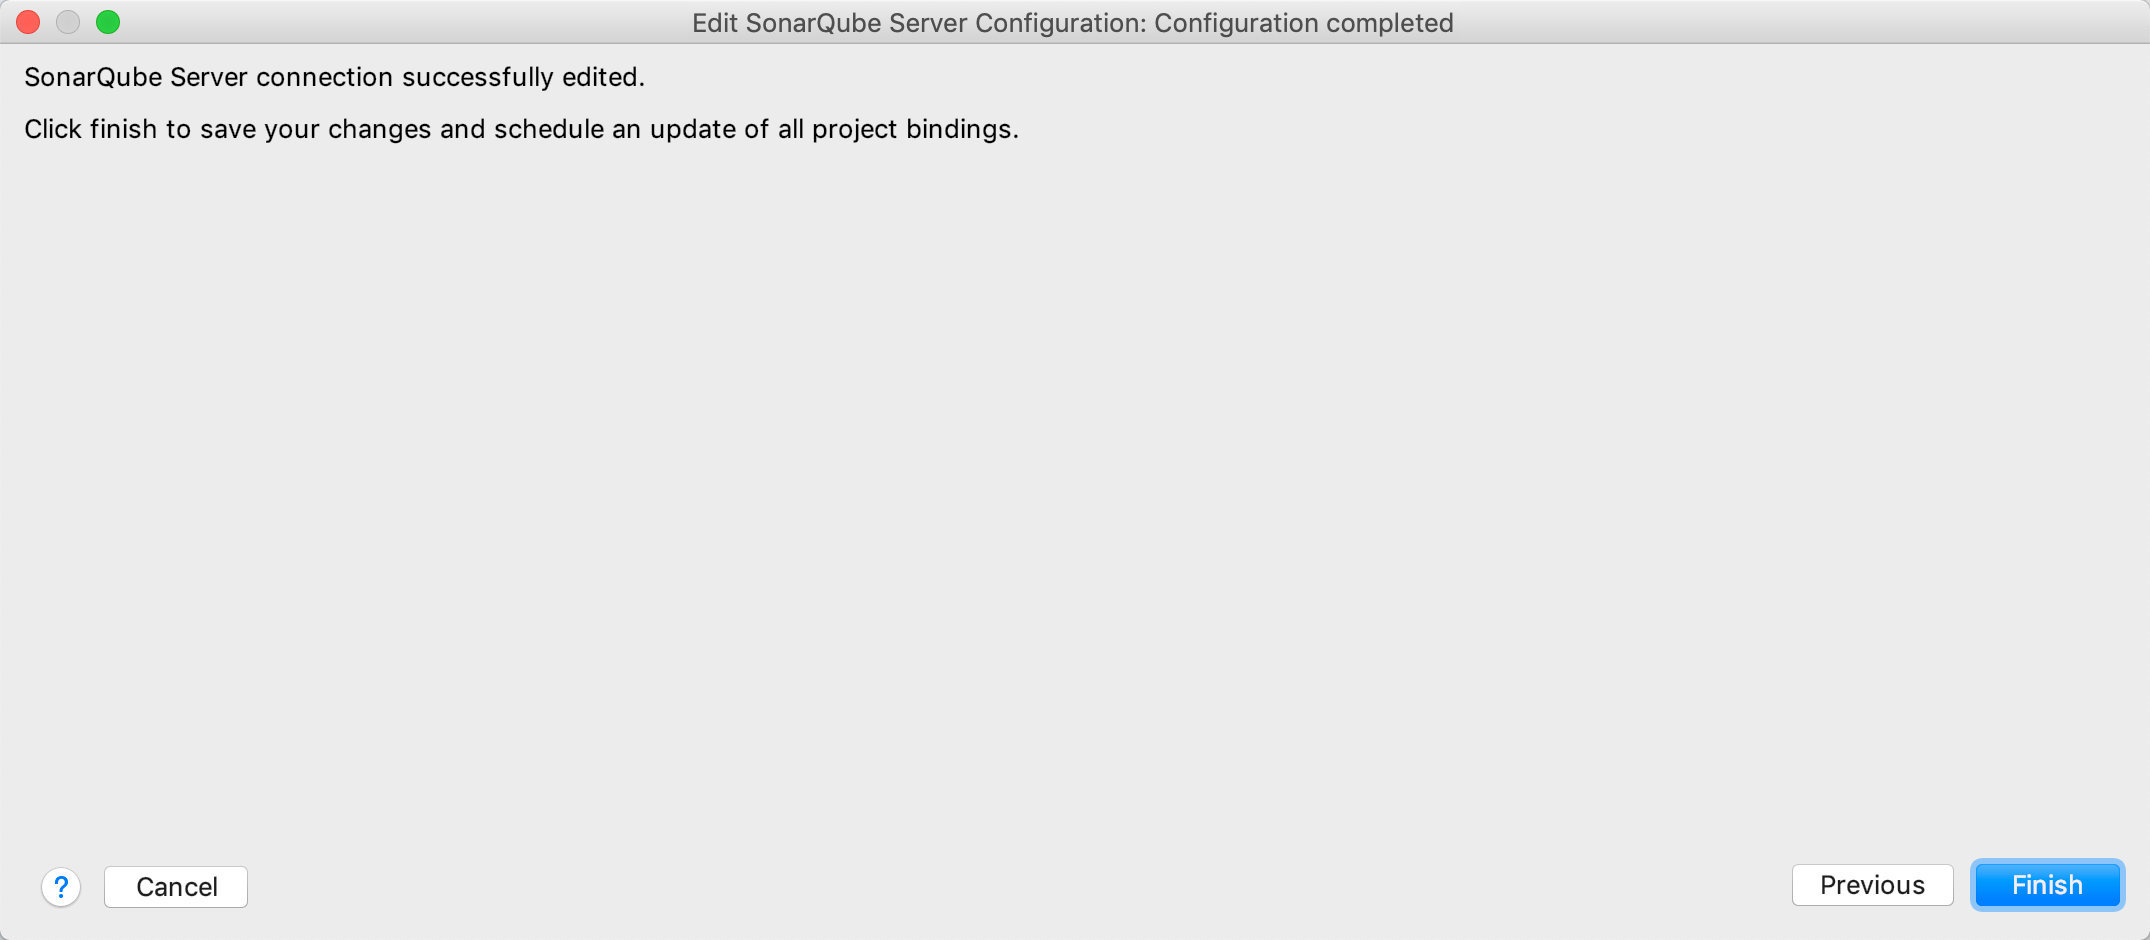 Edit SonarQube Server Configuration: Configuration completed
SonarQube Server connection successfully edited.
Click finish to save your changes and schedule an update of all project bindings.
?
Cancel
Previous
Finish